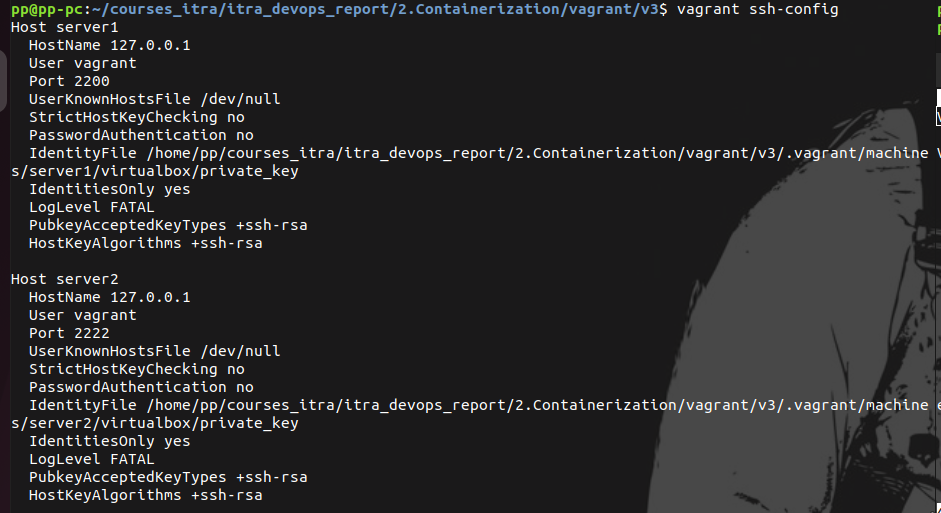 pp@pp-pc:~/courses_itra/itra_devops_report/2.Containerization/vagrant/v3$ vagrant ssh-config
Host server1
  HostName 127.0.0.1
  User vagrant
  Port 2200
  UserKnownHostsFile /dev/null
  StrictHostKeyChecking no
  PasswordAuthentication no
  IdentityFile /home/pp/courses_itra/itra_devops_report/2.Containerization/vagrant/v3/.vagrant/machine
s/server1/virtualbox/private_key
  IdentitiesOnly yes
  LogLevel FATAL
  PubkeyAcceptedKeyTypes +ssh-rsa
  HostKeyAlgorithms +ssh-rsa

Host server2
  HostName 127.0.0.1
  User vagrant
  Port 2222
  UserKnownHostsFile /dev/null
  StrictHostKeyChecking no
  PasswordAuthentication no
  IdentityFile /home/pp/courses_itra/itra_devops_report/2.Containerization/vagrant/v3/.vagrant/machine
s/server2/virtualbox/private_key
  IdentitiesOnly yes
  LogLevel FATAL
  PubkeyAcceptedKeyTypes +ssh-rsa
  HostKeyAlgorithms +ssh-rsa